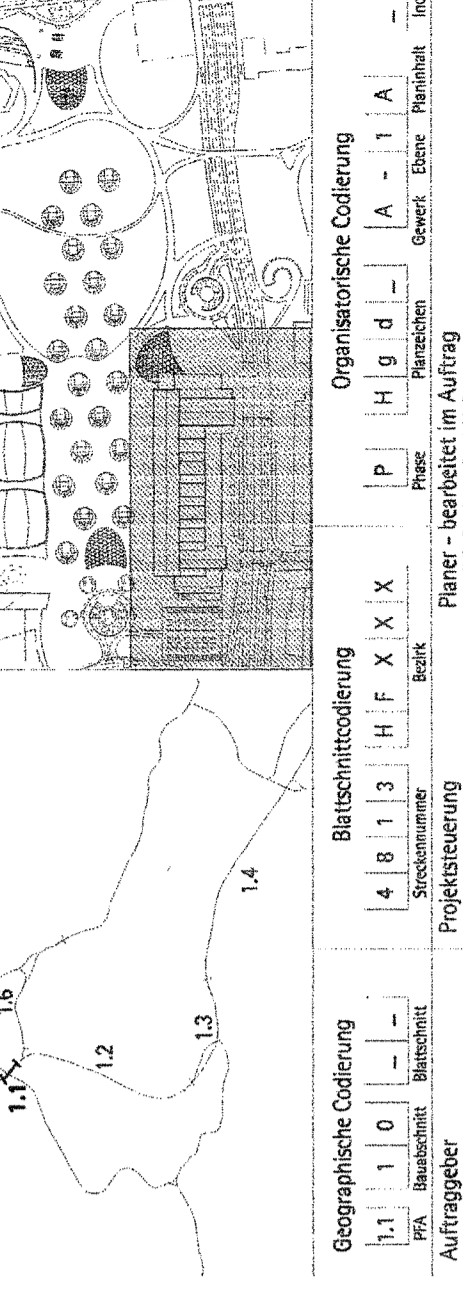 1.6
1.1
1.2
1.3
1.4
Geographische Codierung
1.1 1 0 _ _
PFA Bauabschnitt Blattschnitt
Blattschnittcodierung
4 8 1 3 H F X X X
Streckennummer Bezirk
Organisatorische Codierung
P H g d _ A - 1 A _
Phase Planzeichen Gewerk Ebene Planinhalt
Auftraggeber
Projektsteuerung
Planer - bearbeitet im Auftrag